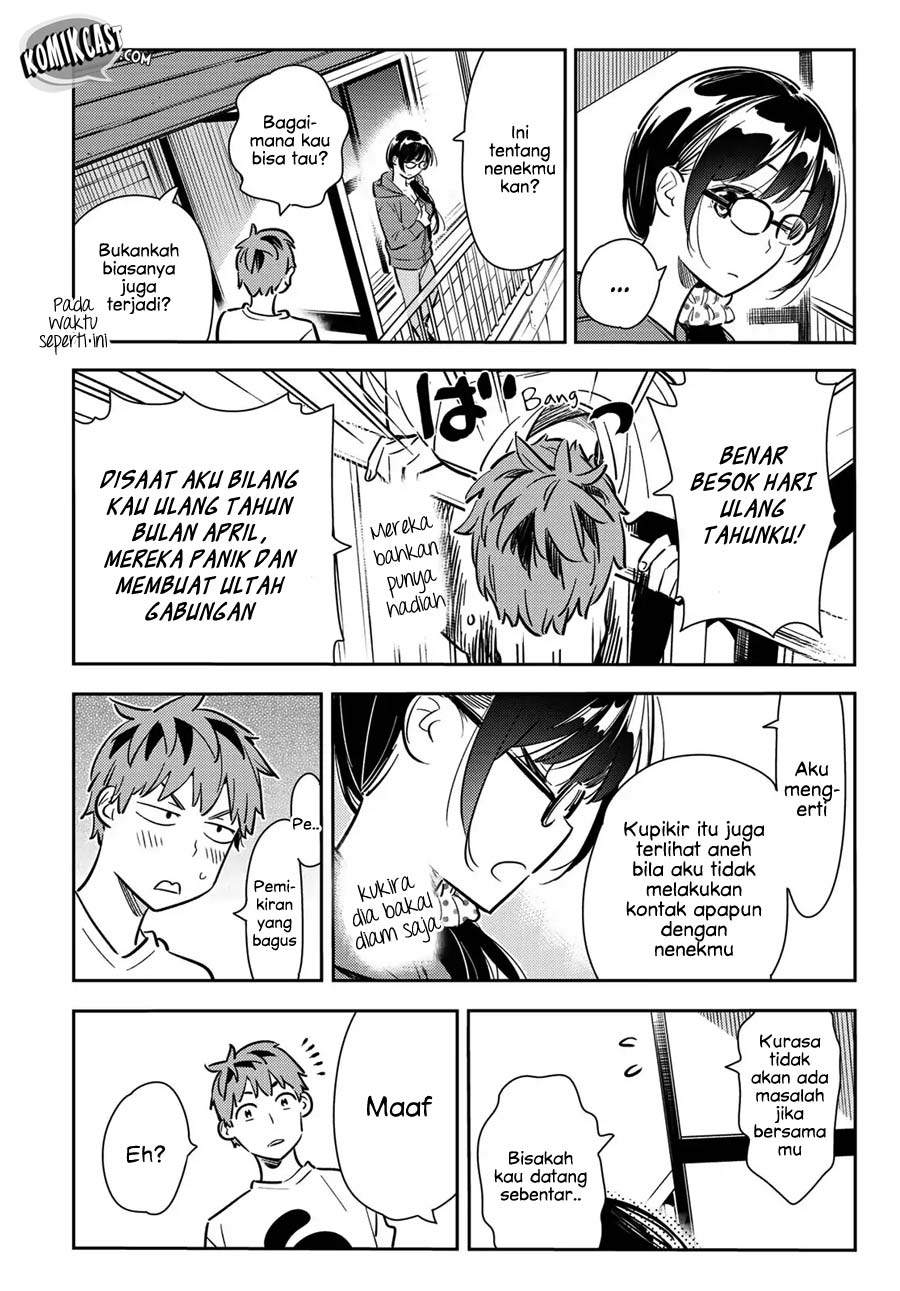 KOMIKCAST
.COM
...
Ini
tentang
nenekmu
kan?
Bagai-
mana kau
bisa tau?
Bukankah
biasanya
juga
terjadi?
Pada
waktu
seperti ini
BENAR
BESOK HARI
ULANG
TAHUNKU!
ばっ
Bang
Mereka
bahkan
punya
hadiah
DISAAT AKU BILANG
KAU ULANG TAHUN
BULAN APRIL,
MEREKA PANIK DAN
MEMBUAT ULTAH
GABUNGAN
Aku
meng-
erti
Kupikir itu juga
terlihat aneh
bila aku tidak
melakukan
kontak apapun
dengan
nenekmu
kukira
dia bakal
diam saja
Pe..
Pemi-
kiran
yang
bagus
Kurasa
tidak
akan ada
masalah
jika
bersama
mu
Bisakah
kau datang
sebentar..
Maaf
Eh?